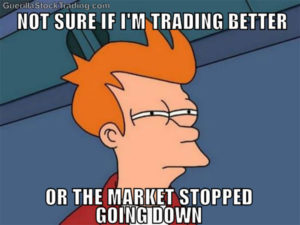 GuerillaStockTrading.com
NOT SURE IF I'M TRADING BETTER
OR THE MARKET STOPPED
GOING DOWN